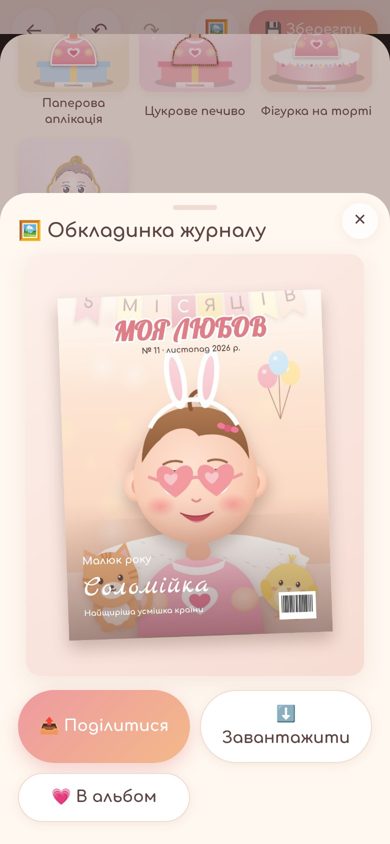 Зберегти
Паперова
аплікація
Цукрове печиво
Фігурка на торті
Обкладинка журналу
5 МІСЯЦІВ
МОЯ ЛЮБОВ
№ 11 · листопад 2026 р.
Малюк року
Соломійка
Найщиріша усмішка країни
Поділитися
Завантажити
В альбом